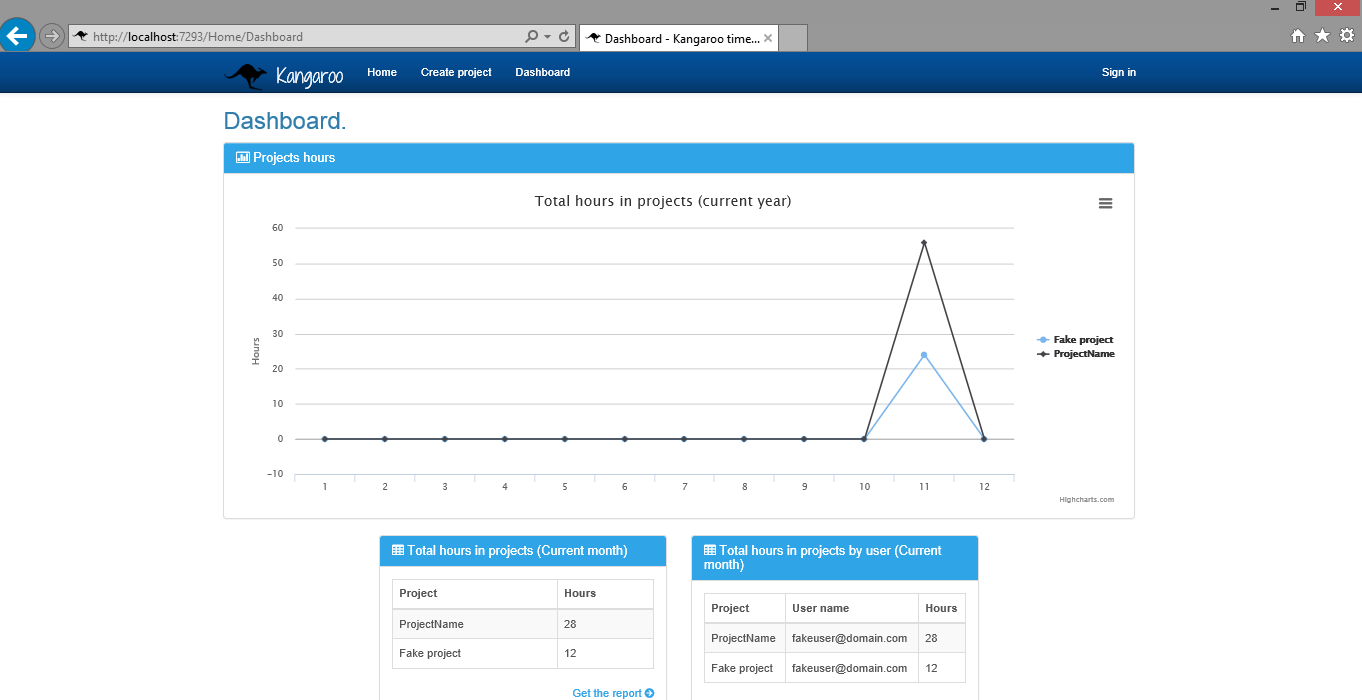 http://localhost:7293/Home/Dashboard
Dashboard - Kangaroo time...
Kangaroo
Home
Create project
Dashboard
Sign in
Dashboard.
Projects hours
Total hours in projects (current year)
60
50
40
30
20
10
0
−10
Hours
1 2 3 4 5 6 7 8 9 10 11 12
Fake project
ProjectName
Highcharts.com
Total hours in projects (Current month)
Project Hours
ProjectName 28
Fake project 12
Get the report
Total hours in projects by user (Current
month)
Project User name Hours
ProjectName fakeuser@domain.com 28
Fake project fakeuser@domain.com 12